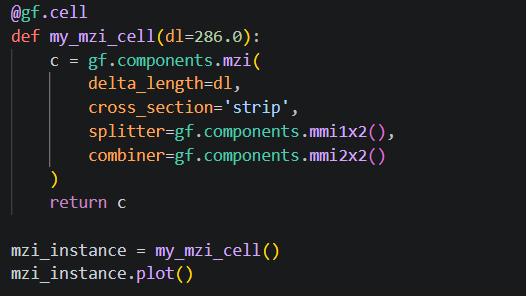 @gf.cell
def my_mzi_cell(dl=286.0):
    c = gf.components.mzi(
        delta_length=dl,
        cross_section='strip',
        splitter=gf.components.mmi1x2(),
        combiner=gf.components.mmi2x2()
    )
    return c

mzi_instance = my_mzi_cell()
mzi_instance.plot()